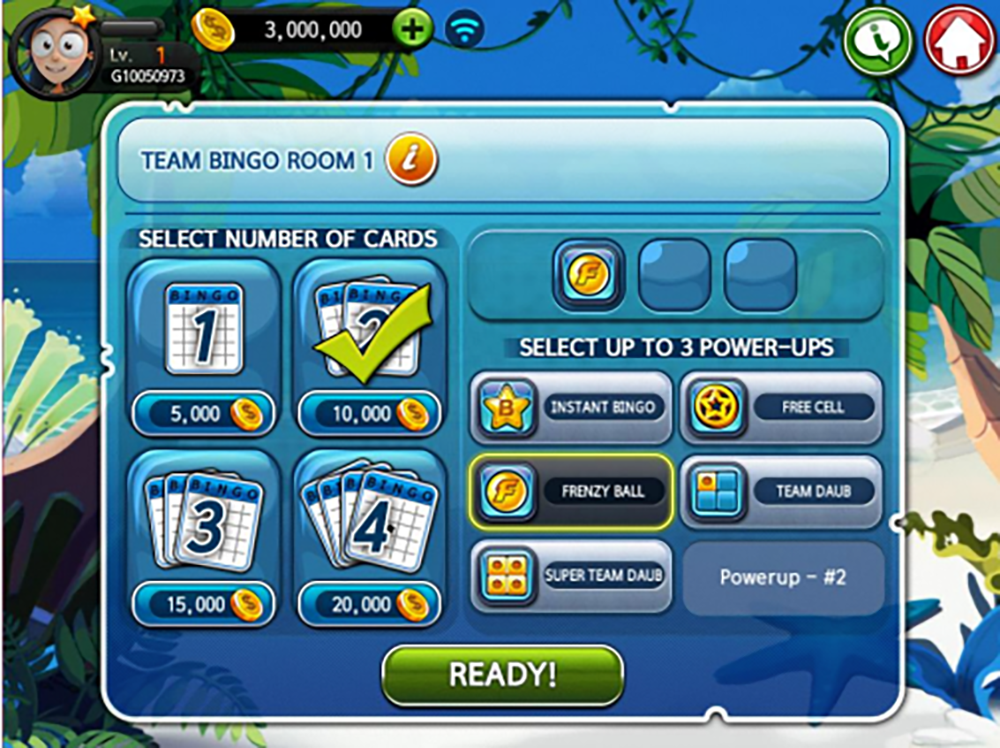 3,000,000
Lv. 1
G10050973
TEAM BINGO ROOM 1
i
SELECT NUMBER OF CARDS
BINGO
1
5,000
BINGO
2
10,000
BINGO
3
15,000
BINGO
4
20,000
F
SELECT UP TO 3 POWER-UPS
B INSTANT BINGO
FREE CELL
F FRENZY BALL
TEAM DAUB
SUPER TEAM DAUB
Powerup - #2
READY!